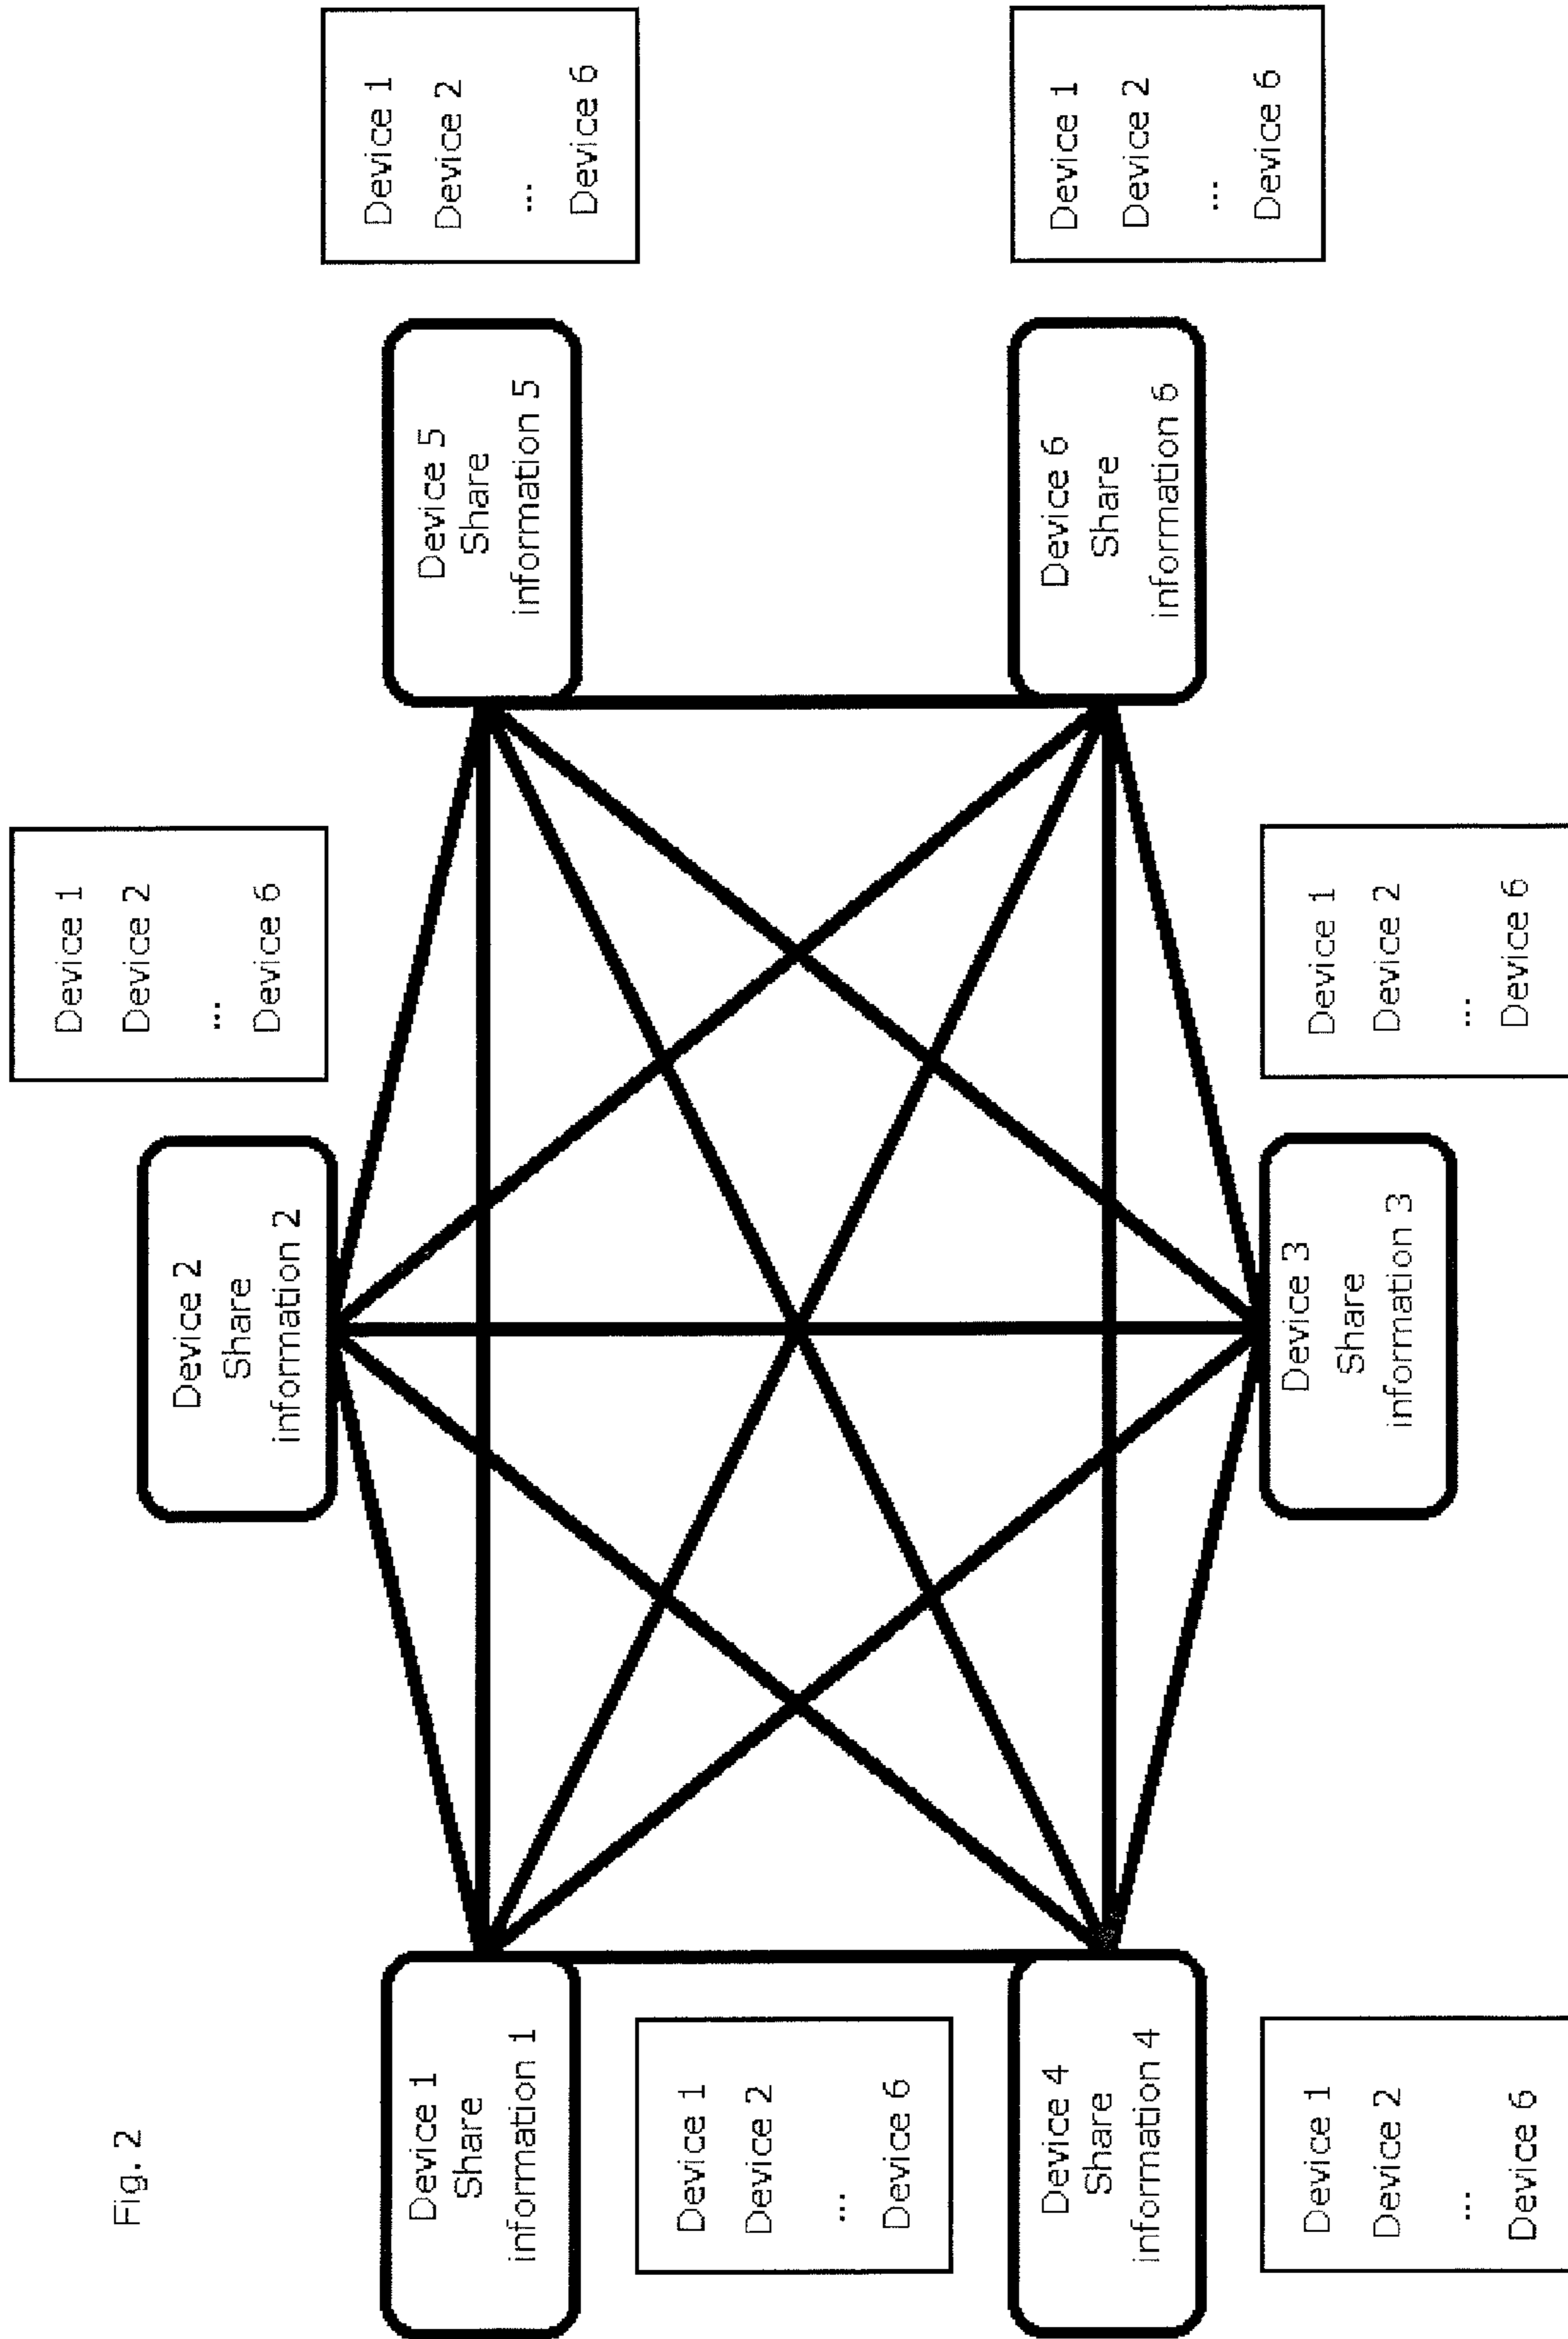 Fig. 2
Device 2
Share
information 2
Device 1
Device 2
...
Device 6
Device 1
Share
information 1
Device 5
Share
information 5
Device 1
Device 2
...
Device 6
Device 1
Device 2
...
Device 6
Device 4
Share
information 4
Device 6
Share
information 6
Device 1
Device 2
...
Device 6
Device 1
Device 2
...
Device 6
Device 3
Share
information 3
Device 1
Device 2
...
Device 6